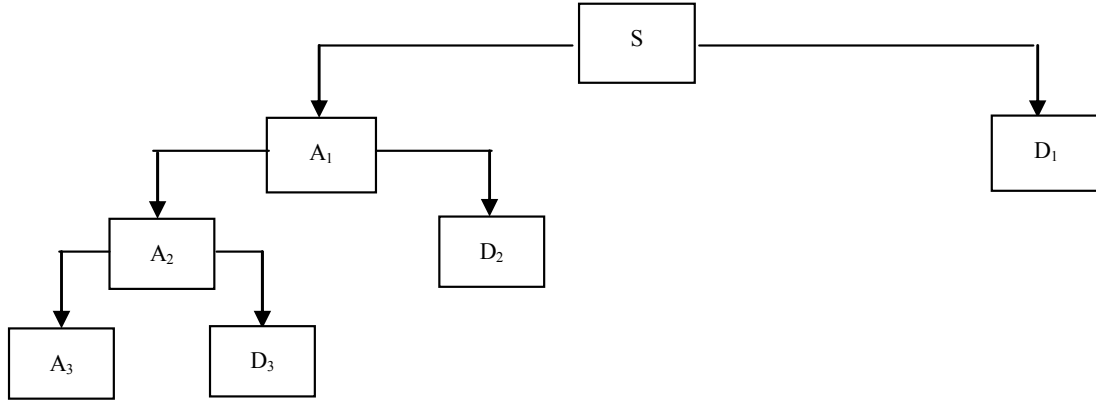 S
A₁
D₁
A₂
D₂
A₃
D₃